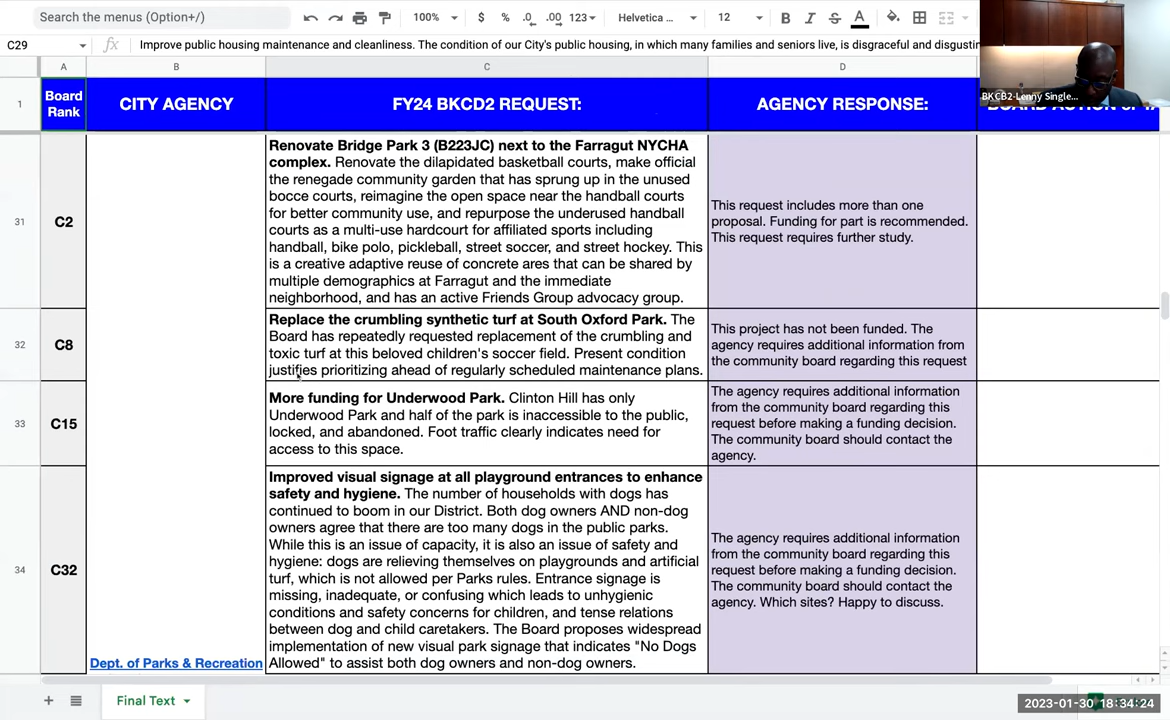 Search the menus (Option+/)
100%
$
%
.0
.00
123
Helvetica ...
12
B
I
S
A
C29
fx
Improve public housing maintenance and cleanliness. The condition of our City's public housing, in which many families and seniors live, is disgraceful and disgustin
BKCB2-Lenny Single...
A
B
C
D
1
Board
Rank
CITY AGENCY
FY24 BKCD2 REQUEST:
AGENCY RESPONSE:
31
C2
Renovate Bridge Park 3 (B223JC) next to the Farragut NYCHA
complex. Renovate the dilapidated basketball courts, make official
the renegade community garden that has sprung up in the unused
bocce courts, reimagine the open space near the handball courts
for better community use, and repurpose the underused handball
courts as a multi-use hardcourt for affiliated sports including
handball, bike polo, pickleball, street soccer, and street hockey. This
is a creative adaptive reuse of concrete ares that can be shared by
multiple demographics at Farragut and the immediate
neighborhood, and has an active Friends Group advocacy group.
This request includes more than one
proposal. Funding for part is recommended.
This request requires further study.
32
C8
Replace the crumbling synthetic turf at South Oxford Park. The
Board has repeatedly requested replacement of the crumbling and
toxic turf at this beloved children's soccer field. Present condition
justifies prioritizing ahead of regularly scheduled maintenance plans.
This project has not been funded. The
agency requires additional information from
the community board regarding this request
33
C15
More funding for Underwood Park. Clinton Hill has only
Underwood Park and half of the park is inaccessible to the public,
locked, and abandoned. Foot traffic clearly indicates need for
access to this space.
The agency requires additional information
from the community board regarding this
request before making a funding decision.
The community board should contact the
agency.
34
C32
Improved visual signage at all playground entrances to enhance
safety and hygiene. The number of households with dogs has
continued to boom in our District. Both dog owners AND non-dog
owners agree that there are too many dogs in the public parks.
While this is an issue of capacity, it is also an issue of safety and
hygiene: dogs are relieving themselves on playgrounds and artificial
turf, which is not allowed per Parks rules. Entrance signage is
missing, inadequate, or confusing which leads to unhygienic
conditions and safety concerns for children, and tense relations
between dog and child caretakers. The Board proposes widespread
implementation of new visual park signage that indicates "No Dogs
Allowed" to assist both dog owners and non-dog owners.
The agency requires additional information
from the community board regarding this
request before making a funding decision.
The community board should contact the
agency. Which sites? Happy to discuss.
Dept. of Parks & Recreation
Final Text
2023-01-30 18:34:24